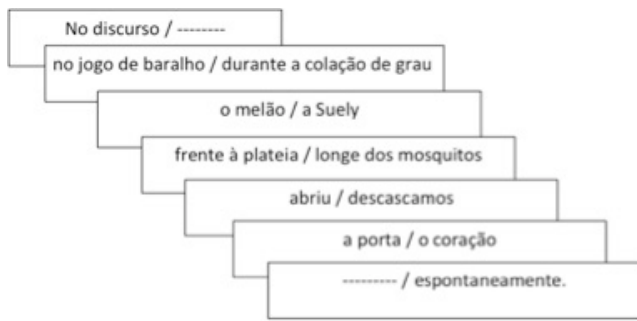 No discurso / --------
no jogo de baralho / durante a colação de grau
o melão / a Suely
frente à plateia / longe dos mosquitos
abriu / descascamos
a porta / o coração
--------- / espontaneamente.